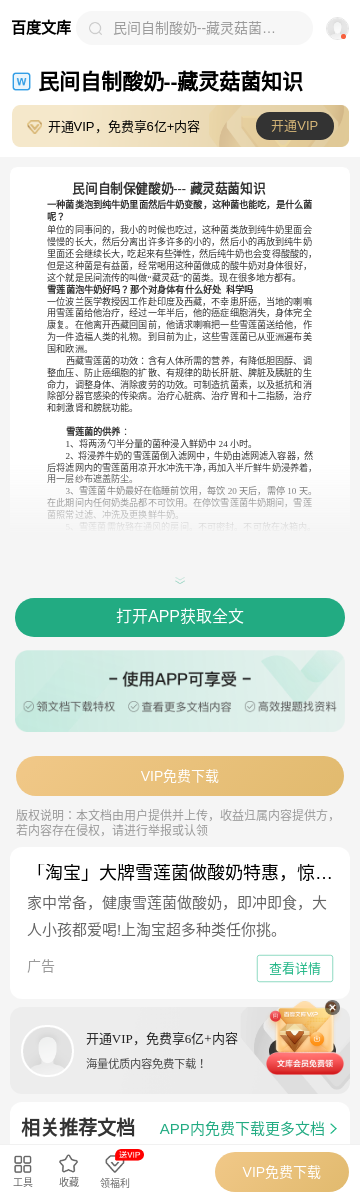 百度文库
民间自制酸奶--藏灵菇菌…
W 民间自制酸奶--藏灵菇菌知识
开通VIP，免费享6亿+内容
开通VIP
民间自制保健酸奶--- 藏灵菇菌知识
一种菌类泡到纯牛奶里面然后牛奶变酸，这种菌也能吃，是什么菌
呢？
单位的同事问的，我小的时候也吃过，这种菌类放到纯牛奶里面会
慢慢的长大，然后分离出许多许多的小的，然后小的再放到纯牛奶
里面还会继续长大，吃起来有些弹性，然后纯牛奶也会变得酸酸的，
但是这种菌是有益菌，经常喝用这种菌做成的酸牛奶对身体很好，
这个就是民间流传的叫做“藏灵菇”的菌类。现在很多地方都有。
雪莲菌泡牛奶好吗？那个对身体有什么好处 科学吗
一位波兰医学教授因工作赴印度及西藏，不幸患肝癌，当地的喇嘛
用雪莲菌给他治疗，经过一年半后，他的癌症细胞消失，身体完全
康复。在他离开西藏回国前，他请求喇嘛把一些雪莲菌送给他，作
为一件造福人类的礼物。到目前为止，这些雪莲菌已从亚洲遍布美
国和欧洲。
西藏雪莲菌的功效：含有人体所需的营养，有降低胆固醇、调
整血压、防止癌细胞的扩散、有规律的助长肝脏、脾脏及胰脏的生
命力，调整身体、消除疲劳的功效。可制造抗菌素，以及抵抗和消
除部分器官感染的传染病。治疗心脏病、治疗胃和十二指肠，治疗
和刺激肾和膀胱功能。
雪莲菌的供养：
1、将两汤勺半分量的菌种浸入鲜奶中 24 小时。
2、将浸养牛奶的雪莲菌倒入滤网中，牛奶由滤网滤入容器，然
后将滤网内的雪莲菌用凉开水冲洗干净，再加入半斤鲜牛奶浸养着，
用一层纱布遮盖防尘。
3、雪莲菌牛奶最好在临睡前饮用，每饮 20 天后，需停 10 天。
在此期间内任何奶类品都不可饮用。在停饮雪莲菌牛奶期间，雪莲
菌照常过滤、冲洗及更换鲜牛奶。
打开APP获取全文
- 使用APP可享受 -
领文档下载特权
查看更多文档内容
高效搜题找资料
VIP免费下载
版权说明：本文档由用户提供并上传，收益归属内容提供方，
若内容存在侵权，请进行举报或认领
「淘宝」大牌雪莲菌做酸奶特惠，惊…
家中常备，健康雪莲菌做酸奶，即冲即食，大
人小孩都爱喝!上淘宝超多种类任你挑。
广告
查看详情
开通VIP，免费享6亿+内容
海量优质内容免费下载！
文库会员免费领
相关推荐文档
APP内免费下载更多文档
工具
收藏
送VIP
领福利
VIP免费下载